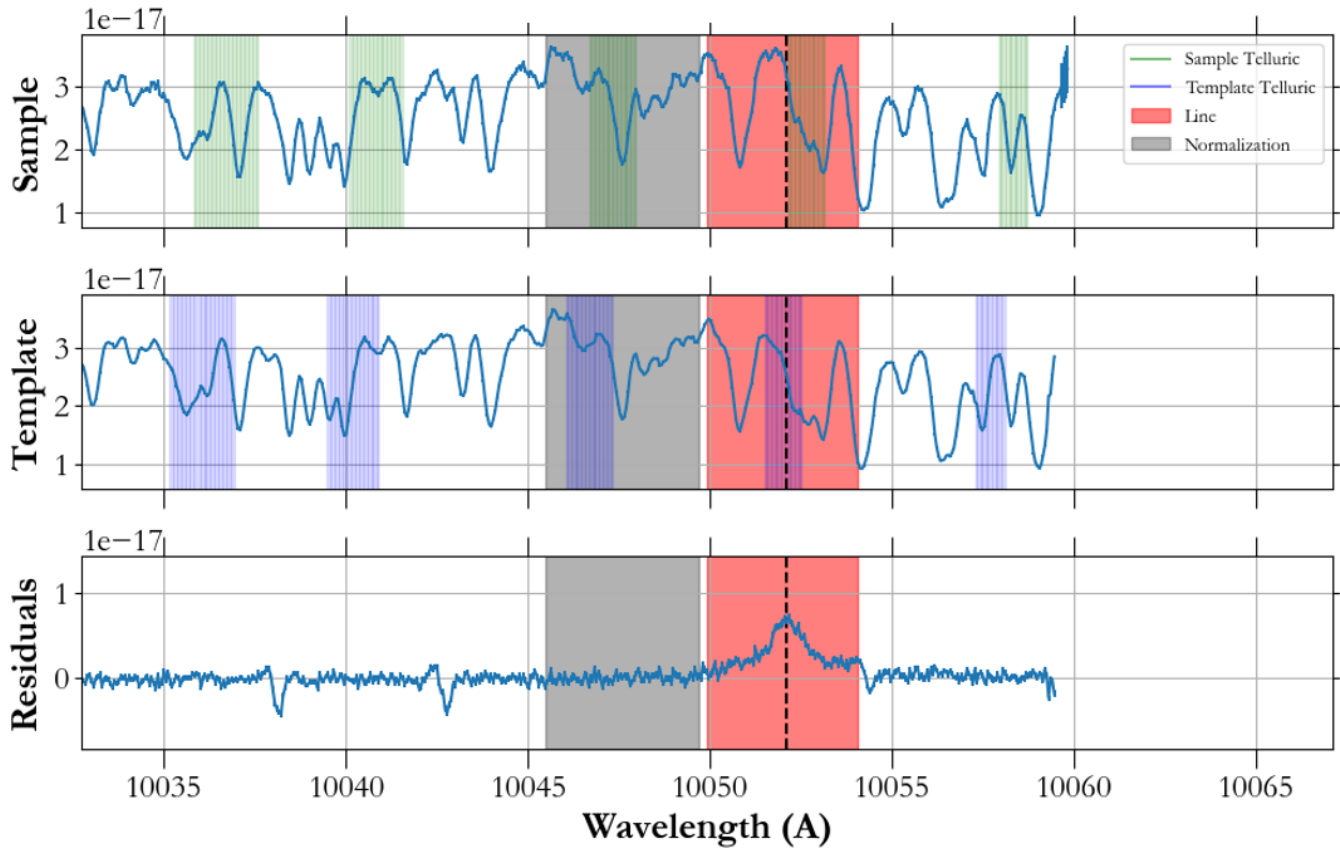 1e−17
Sample
3
2
1
Sample Telluric
Template Telluric
Line
Normalization
1e−17
Template
3
2
1
1e−17
Residuals
1
0
10035 10040 10045 10050 10055 10060 10065
Wavelength (A)